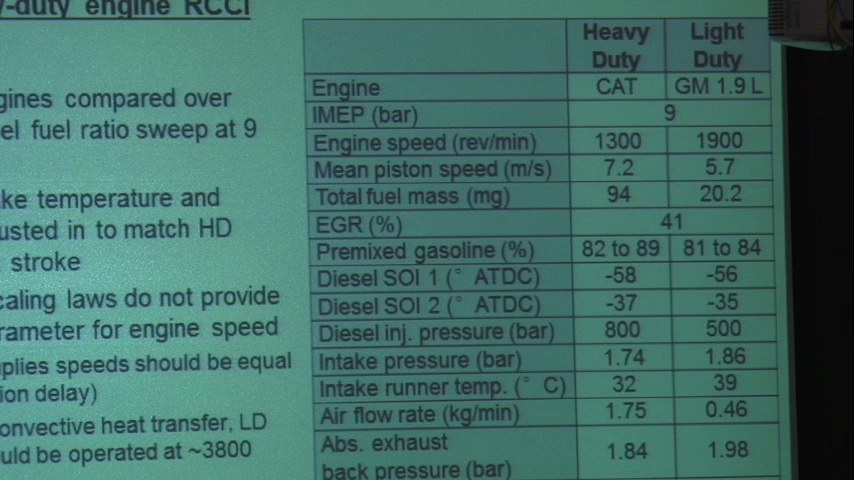 -duty engine RCCI
gines compared over
el fuel ratio sweep at 9
ke temperature and
usted in to match HD
stroke
caling laws do not provide
rameter for engine speed
plies speeds should be equal
ion delay)
onvective heat transfer, LD
uld be operated at ~3800
Heavy Duty Light Duty
Engine CAT GM 1.9 L
IMEP (bar) 9
Engine speed (rev/min) 1300 1900
Mean piston speed (m/s) 7.2 5.7
Total fuel mass (mg) 94 20.2
EGR (%) 41
Premixed gasoline (%) 82 to 89 81 to 84
Diesel SOI 1 (° ATDC) -58 -56
Diesel SOI 2 (° ATDC) -37 -35
Diesel inj. pressure (bar) 800 500
Intake pressure (bar) 1.74 1.86
Intake runner temp. (° C) 32 39
Air flow rate (kg/min) 1.75 0.46
Abs. exhaust
back pressure (bar) 1.84 1.98